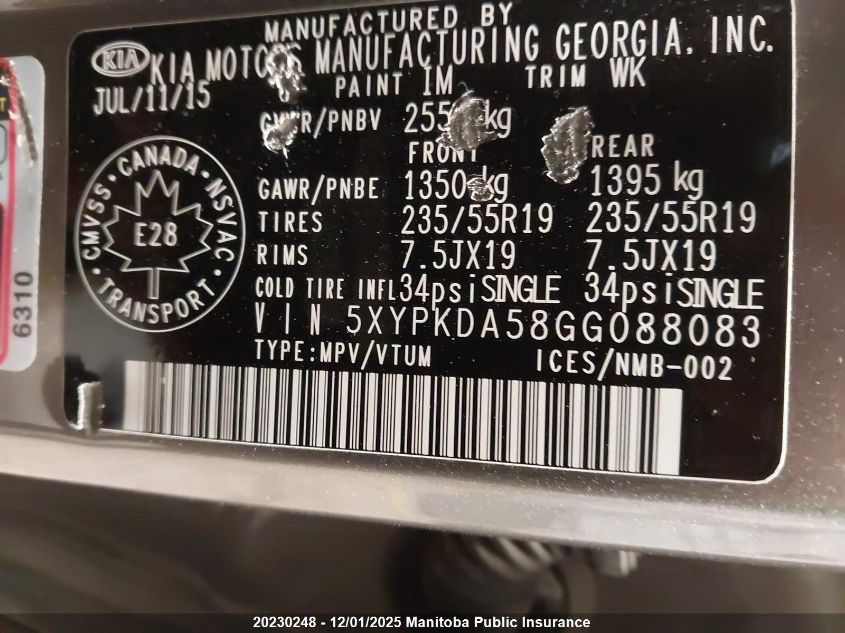 MANUFACTURED BY
KIA KIA MOTORS MANUFACTURING GEORGIA, INC.
JUL/11/15 PAINT IM TRIM WK
GVWR/PNBV kg
FRONT REAR
GAWR/PNBE 1350 kg 1395 kg
TIRES 235/55R19 235/55R19
RIMS 7.5JX19 7.5JX19
COLD TIRE INFL 34psi SINGLE 34psi SINGLE
VIN 5XYPKDA58GG088083
TYPE:MPV/VTUM ICES/NMB-002
CMVSS · CANADA · NSVAC · TRANSPORT
E28
6310
20230248 - 12/01/2025 Manitoba Public Insurance